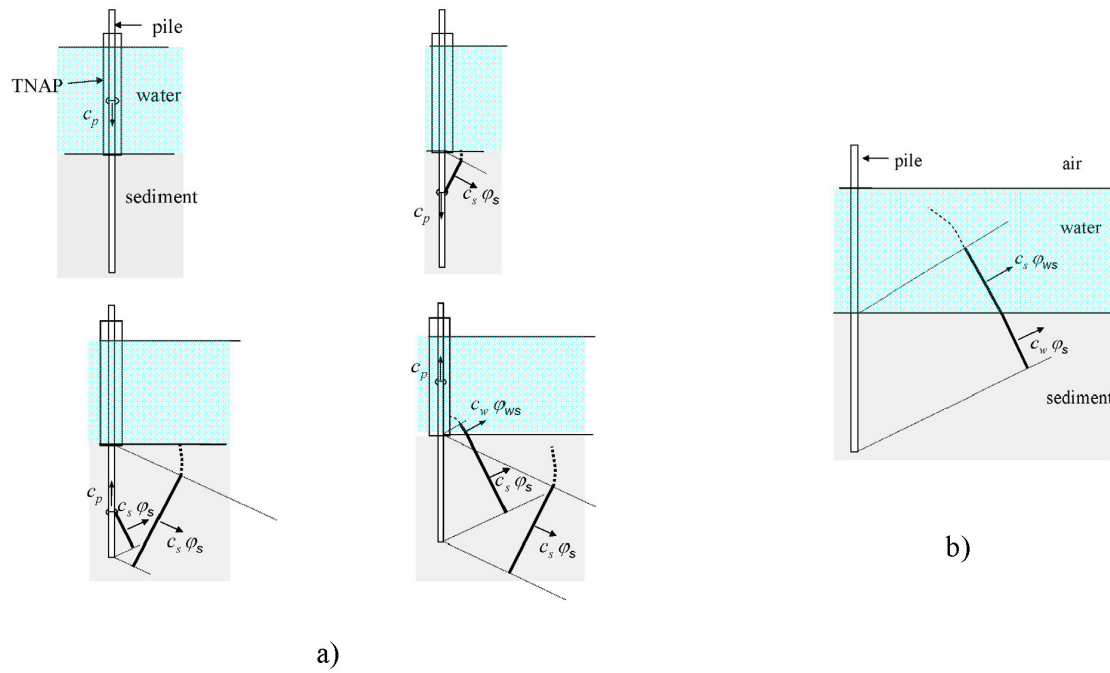 pile
TNAP
water
c_p
sediment
c_p
c_s φ_s
c_p
c_s φ_s
c_s φ_s
c_p
c_w φ_ws
c_s φ_s
c_s φ_s
a)
pile
air
water
c_s φ_ws
c_w φ_s
sediment
b)